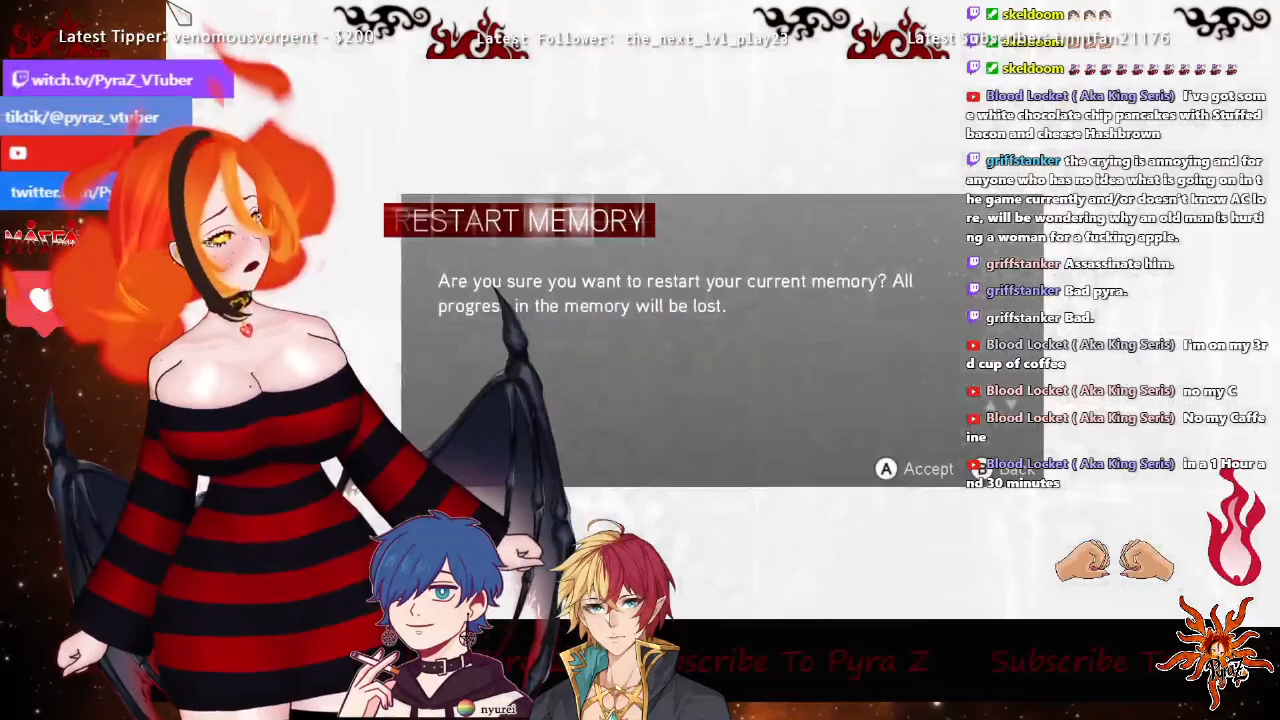 Latest Tipper: venomousvorpent - $200
Latest Follower: the_next_lvl_play23
witch.tv/PyraZ_VTuber
tiktik/@pyraz_vtuber
twitter.
RESTART MEMORY
Are you sure you want to restart your current memory? All
progres in the memory will be lost.
A Accept
B Back
skeldoom
skeldoom
skeldoom
Blood Locket ( Aka King Seris) I've got som
e white chocolate chip pancakes with Stuffed
bacon and cheese Hashbrown
griffstanker the crying is annoying and for
anyone who has no idea what is going on in t
he game currently and/or doesn't know AC lo
re, will be wondering why an old man is hurti
ng a woman for a fucking apple.
griffstanker Assassinate him.
griffstanker Bad pyra.
griffstanker Bad.
Blood Locket ( Aka King Seris) I'm on my 3r
d cup of coffee
Blood Locket ( Aka King Seris) no my C
Blood Locket ( Aka King Seris) No my Caffe
ine
Blood Locket ( Aka King Seris) in a 1 Hour a
nd 30 minutes
nyurei
scribe To Pyra Z
Subscribe T